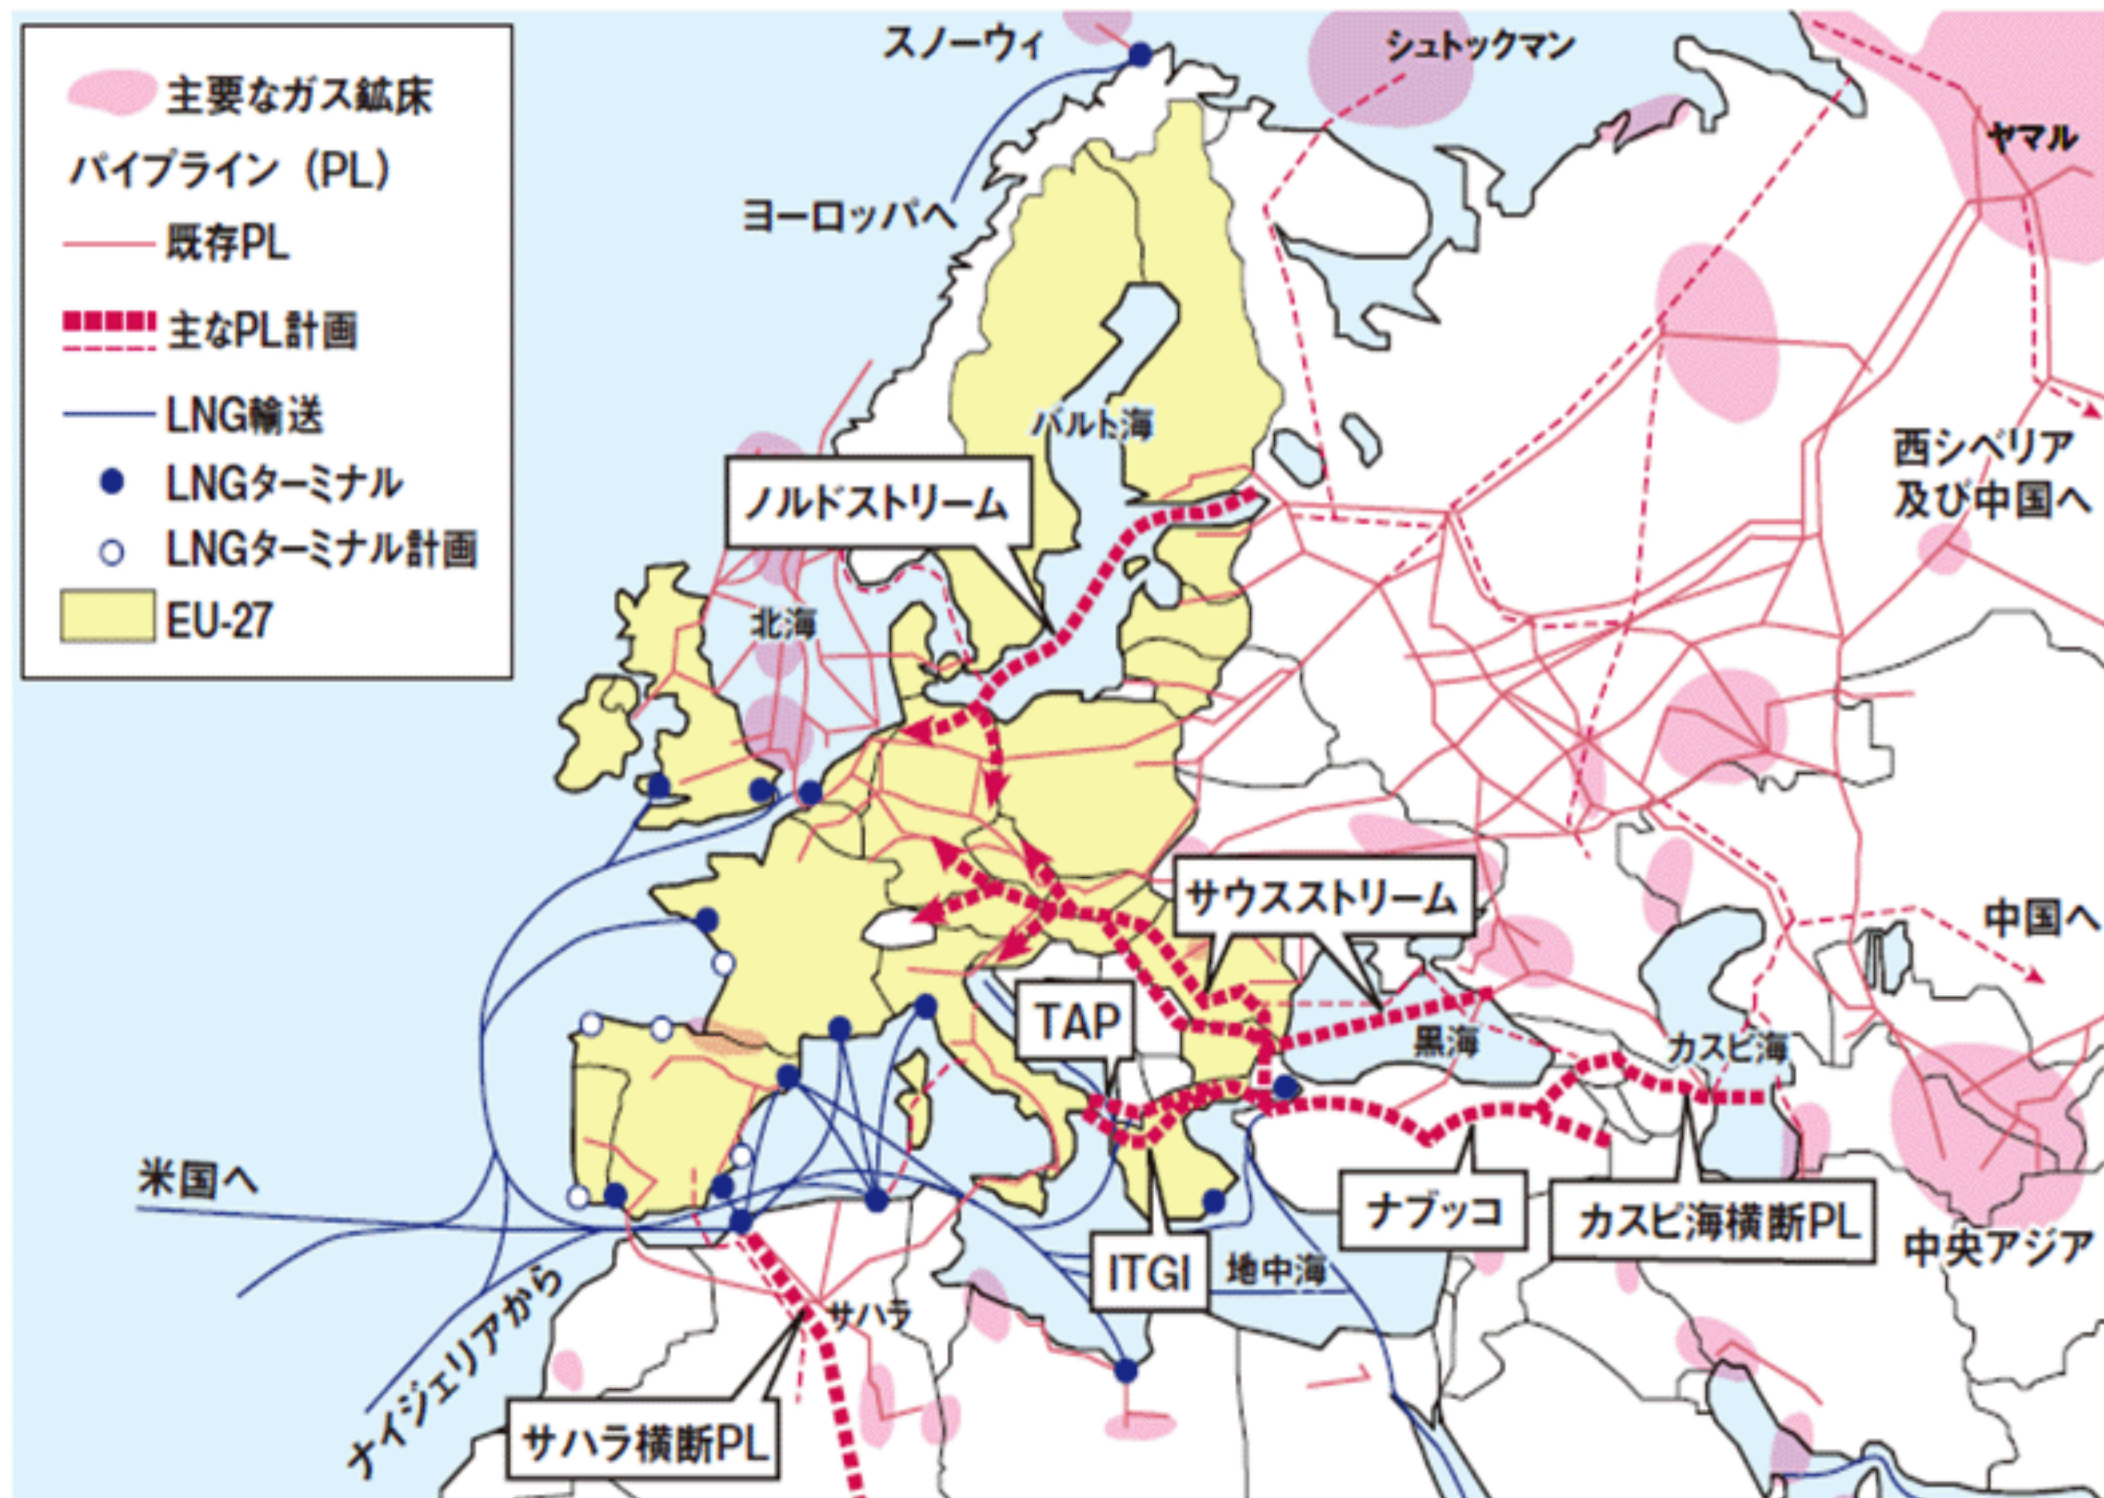 主要なガス鉱床
パイプライン（PL）
既存PL
主なPL計画
LNG輸送
LNGターミナル
LNGターミナル計画
EU-27
スノーウィ
シュトックマン
ヤマル
ヨーロッパへ
バルト海
西シベリア
及び中国へ
ノルドストリーム
北海
サウスストリーム
中国へ
TAP
黒海
カスピ海
米国へ
ナブッコ
カスピ海横断PL
ITGI
地中海
中央アジア
ナイジェリアから
サハラ
サハラ横断PL